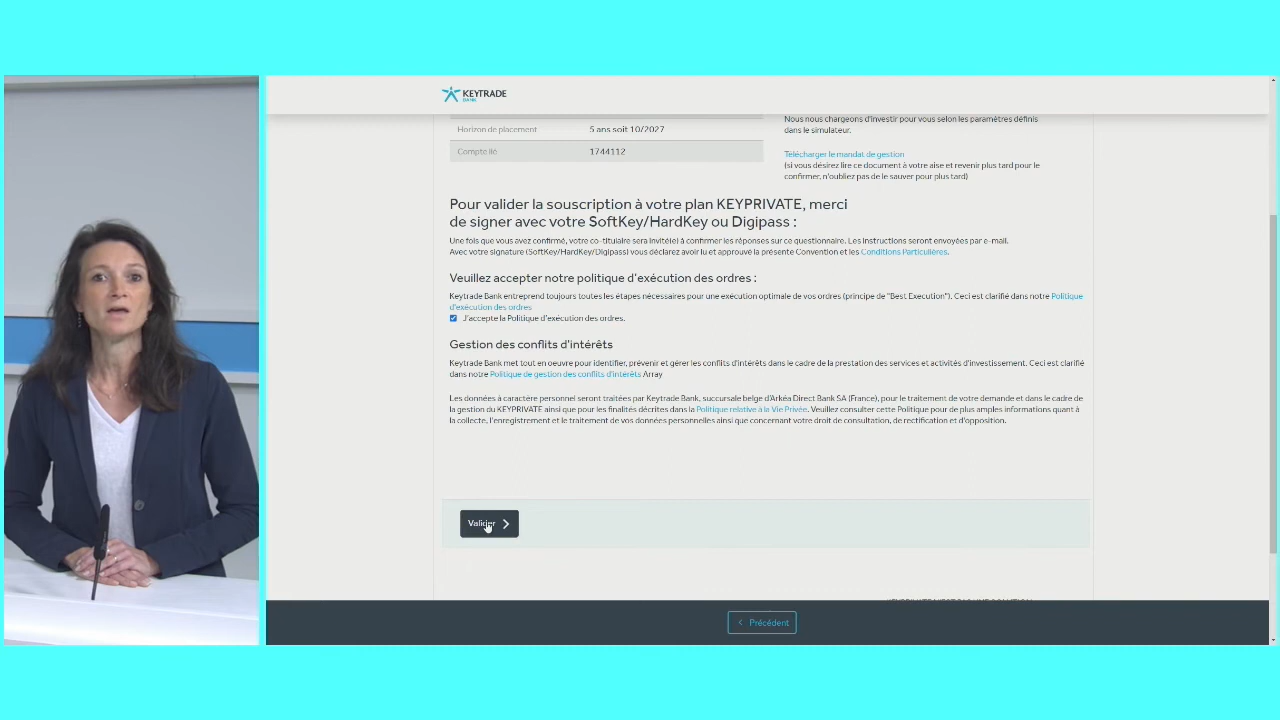 KEYTRADE
BANK
Horizon de placement 5 ans soit 10/2027
Compte lié 1744112
Nous nous chargeons d'investir pour vous selon les paramètres définis
dans le simulateur.
Télécharger le mandat de gestion
(si vous désirez lire ce document à votre aise et revenir plus tard pour le
confirmer, n'oubliez pas de le sauver pour plus tard)
Pour valider la souscription à votre plan KEYPRIVATE, merci
de signer avec votre SoftKey/HardKey ou Digipass :
Une fois que vous avez confirmé, votre co-titulaire sera invité(e) à confirmer les réponses sur ce questionnaire. Les instructions seront envoyées par e-mail.
Avec votre signature (SoftKey/HardKey/Digipass) vous déclarez avoir lu et approuvé la présente Convention et les Conditions Particulières.
Veuillez accepter notre politique d'exécution des ordres :
Keytrade Bank entreprend toujours toutes les étapes nécessaires pour une exécution optimale de vos ordres (principe de "Best Execution"). Ceci est clarifié dans notre Politique
d'exécution des ordres
J'accepte la Politique d'exécution des ordres.
Gestion des conflits d'intérêts
Keytrade Bank met tout en oeuvre pour identifier, prévenir et gérer les conflits d'intérêts dans le cadre de la prestation des services et activités d'investissement. Ceci est clarifié
dans notre Politique de gestion des conflits d'intérêts Array
Les données à caractère personnel seront traitées par Keytrade Bank, succursale belge d'Arkéa Direct Bank SA (France), pour le traitement de votre demande et dans le cadre de
la gestion du KEYPRIVATE ainsi que pour les finalités décrites dans la Politique relative à la Vie Privée. Veuillez consulter cette Politique pour de plus amples informations quant à
la collecte, l'enregistrement et le traitement de vos données personnelles ainsi que concernant votre droit de consultation, de rectification et d'opposition.
Valider
Précédent